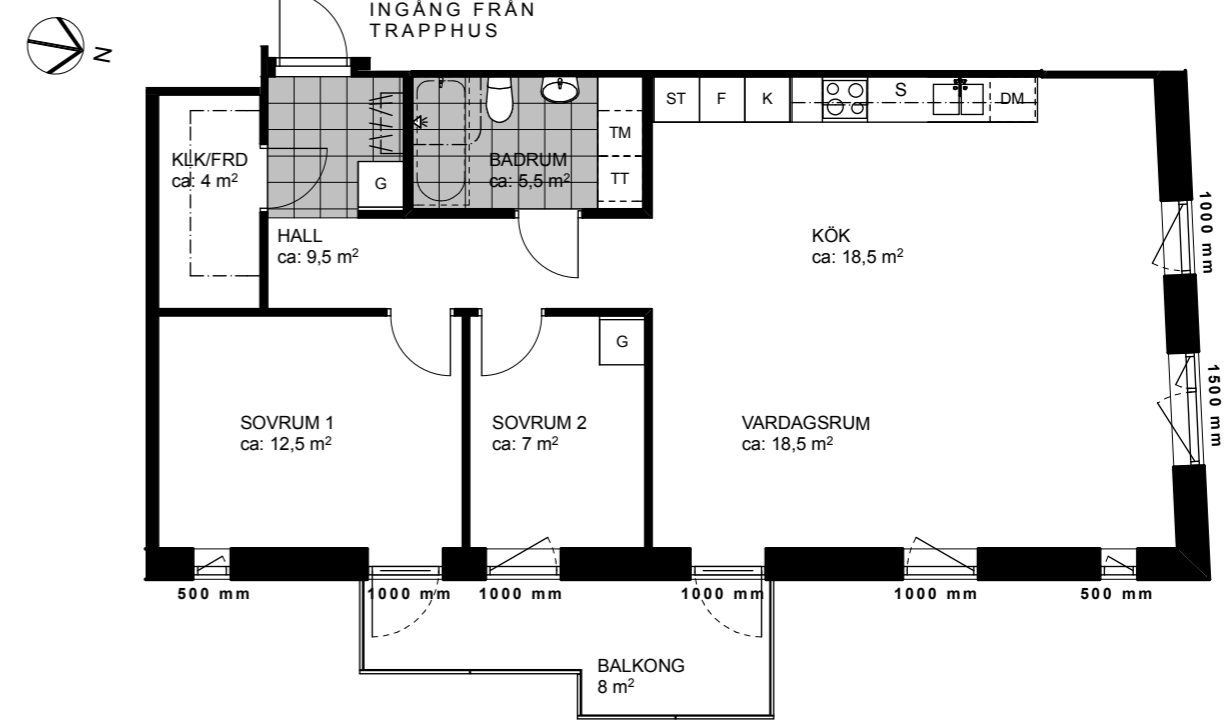 INGÅNG FRÅN
TRAPPHUS
N
KLK/FRD
ca: 4 m²
G
HALL
ca: 9,5 m²
BADRUM
ca: 5,5 m²
TM
TT
ST F K S DM
KÖK
ca: 18,5 m²
1000 mm
1500 mm
SOVRUM 1
ca: 12,5 m²
SOVRUM 2
ca: 7 m²
G
VARDAGSRUM
ca: 18,5 m²
500 mm 1000 mm 1000 mm 1000 mm 1000 mm 500 mm
BALKONG
8 m²